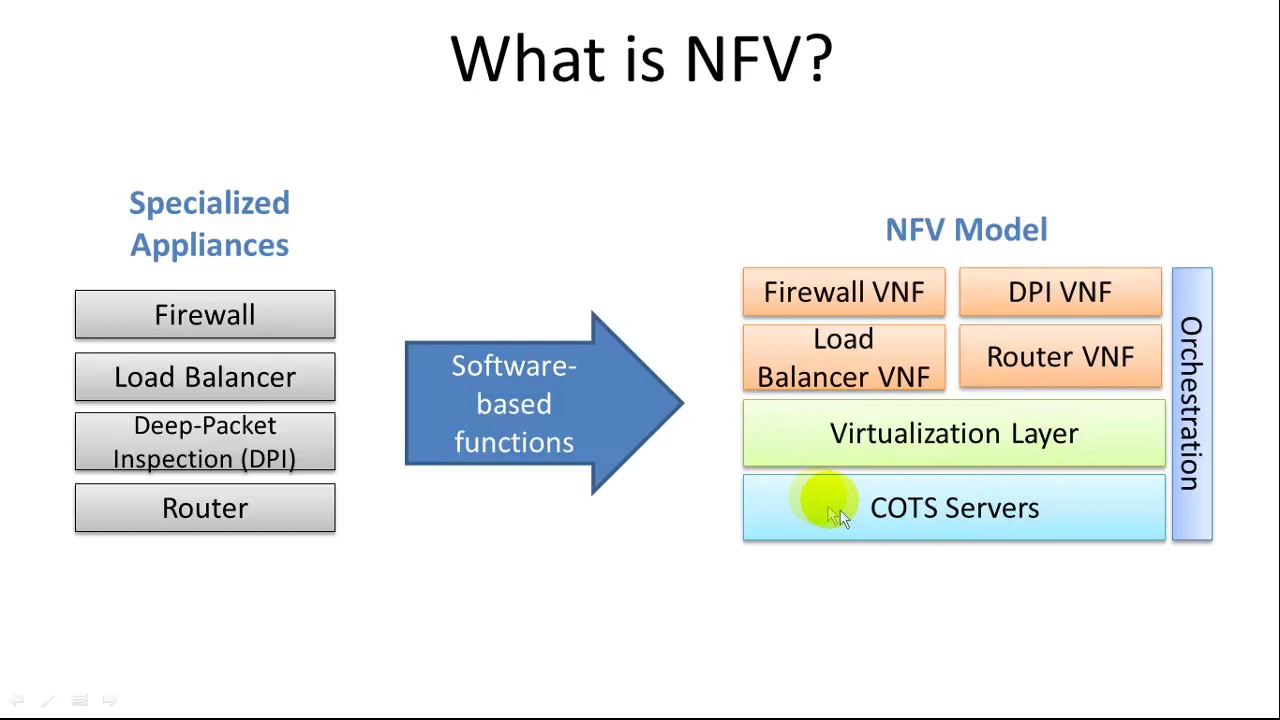 What is NFV?
Specialized
Appliances
Firewall
Load Balancer
Deep-Packet
Inspection (DPI)
Router
Software-
based
functions
NFV Model
Firewall VNF
DPI VNF
Load
Balancer VNF
Router VNF
Virtualization Layer
COTS Servers
Orchestration